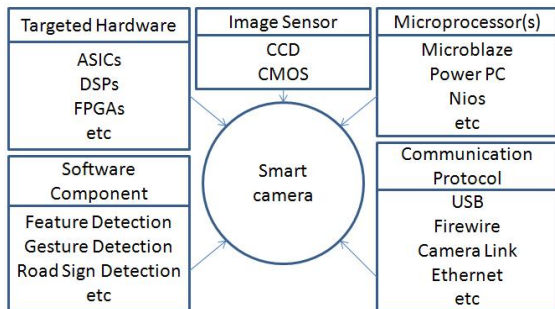 Targeted Hardware
ASICs
DSPs
FPGAs
etc
Image Sensor
CCD
CMOS
Microprocessor(s)
Microblaze
Power PC
Nios
etc
Smart
camera
Software
Component
Feature Detection
Gesture Detection
Road Sign Detection
etc
Communication
Protocol
USB
Firewire
Camera Link
Ethernet
etc